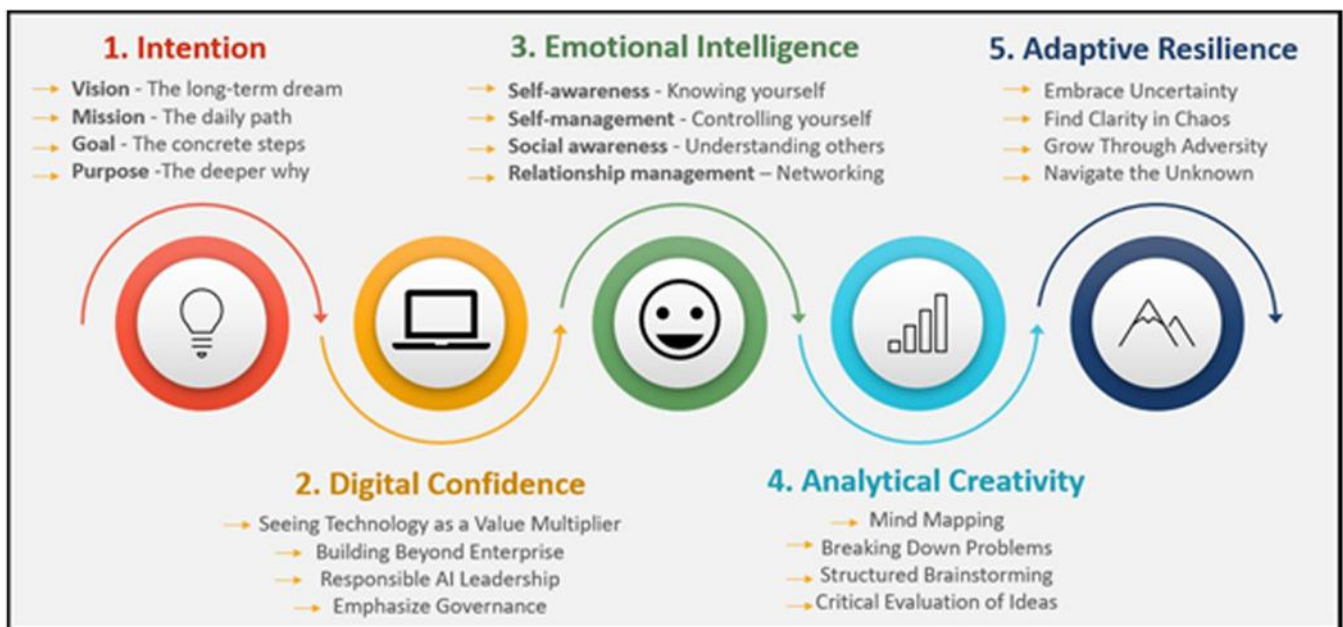 1. Intention
Vision - The long-term dream
Mission - The daily path
Goal - The concrete steps
Purpose -The deeper why
2. Digital Confidence
Seeing Technology as a Value Multiplier
Building Beyond Enterprise
Responsible AI Leadership
Emphasize Governance
3. Emotional Intelligence
Self-awareness - Knowing yourself
Self-management - Controlling yourself
Social awareness - Understanding others
Relationship management – Networking
4. Analytical Creativity
Mind Mapping
Breaking Down Problems
Structured Brainstorming
Critical Evaluation of Ideas
5. Adaptive Resilience
Embrace Uncertainty
Find Clarity in Chaos
Grow Through Adversity
Navigate the Unknown